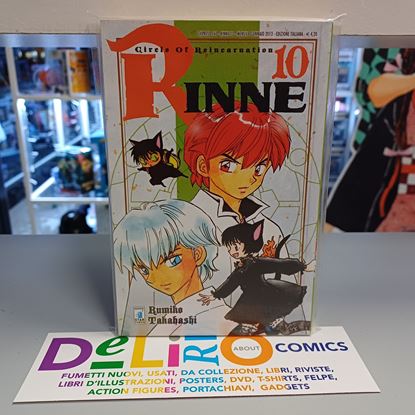 Circle Of Reincarnation
RINNE
10
Rumiko
Takahashi
DeLiRiO ABOUT COMICS
FUMETTI NUOVI, USATI, DA COLLEZIONE, LIBRI, RIVISTE,
LIBRI D'ILLUSTRAZIONI, POSTERS, DVD, T-SHIRTS, FELPE,
ACTION FIGURES, PORTACHIAVI, GADGETS